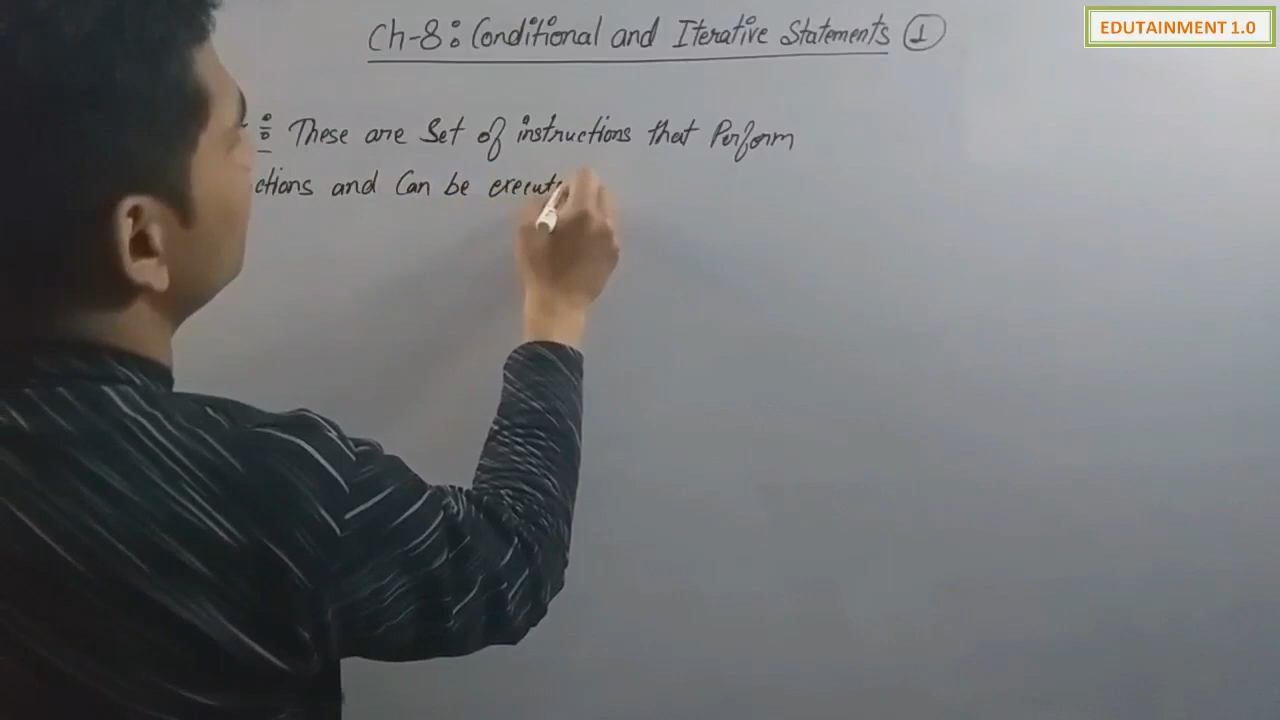 Ch-8: Conditional and Iterative Statements ①
EDUTAINMENT 1.0
: These are Set of instructions that Perform
ctions and Can be execut